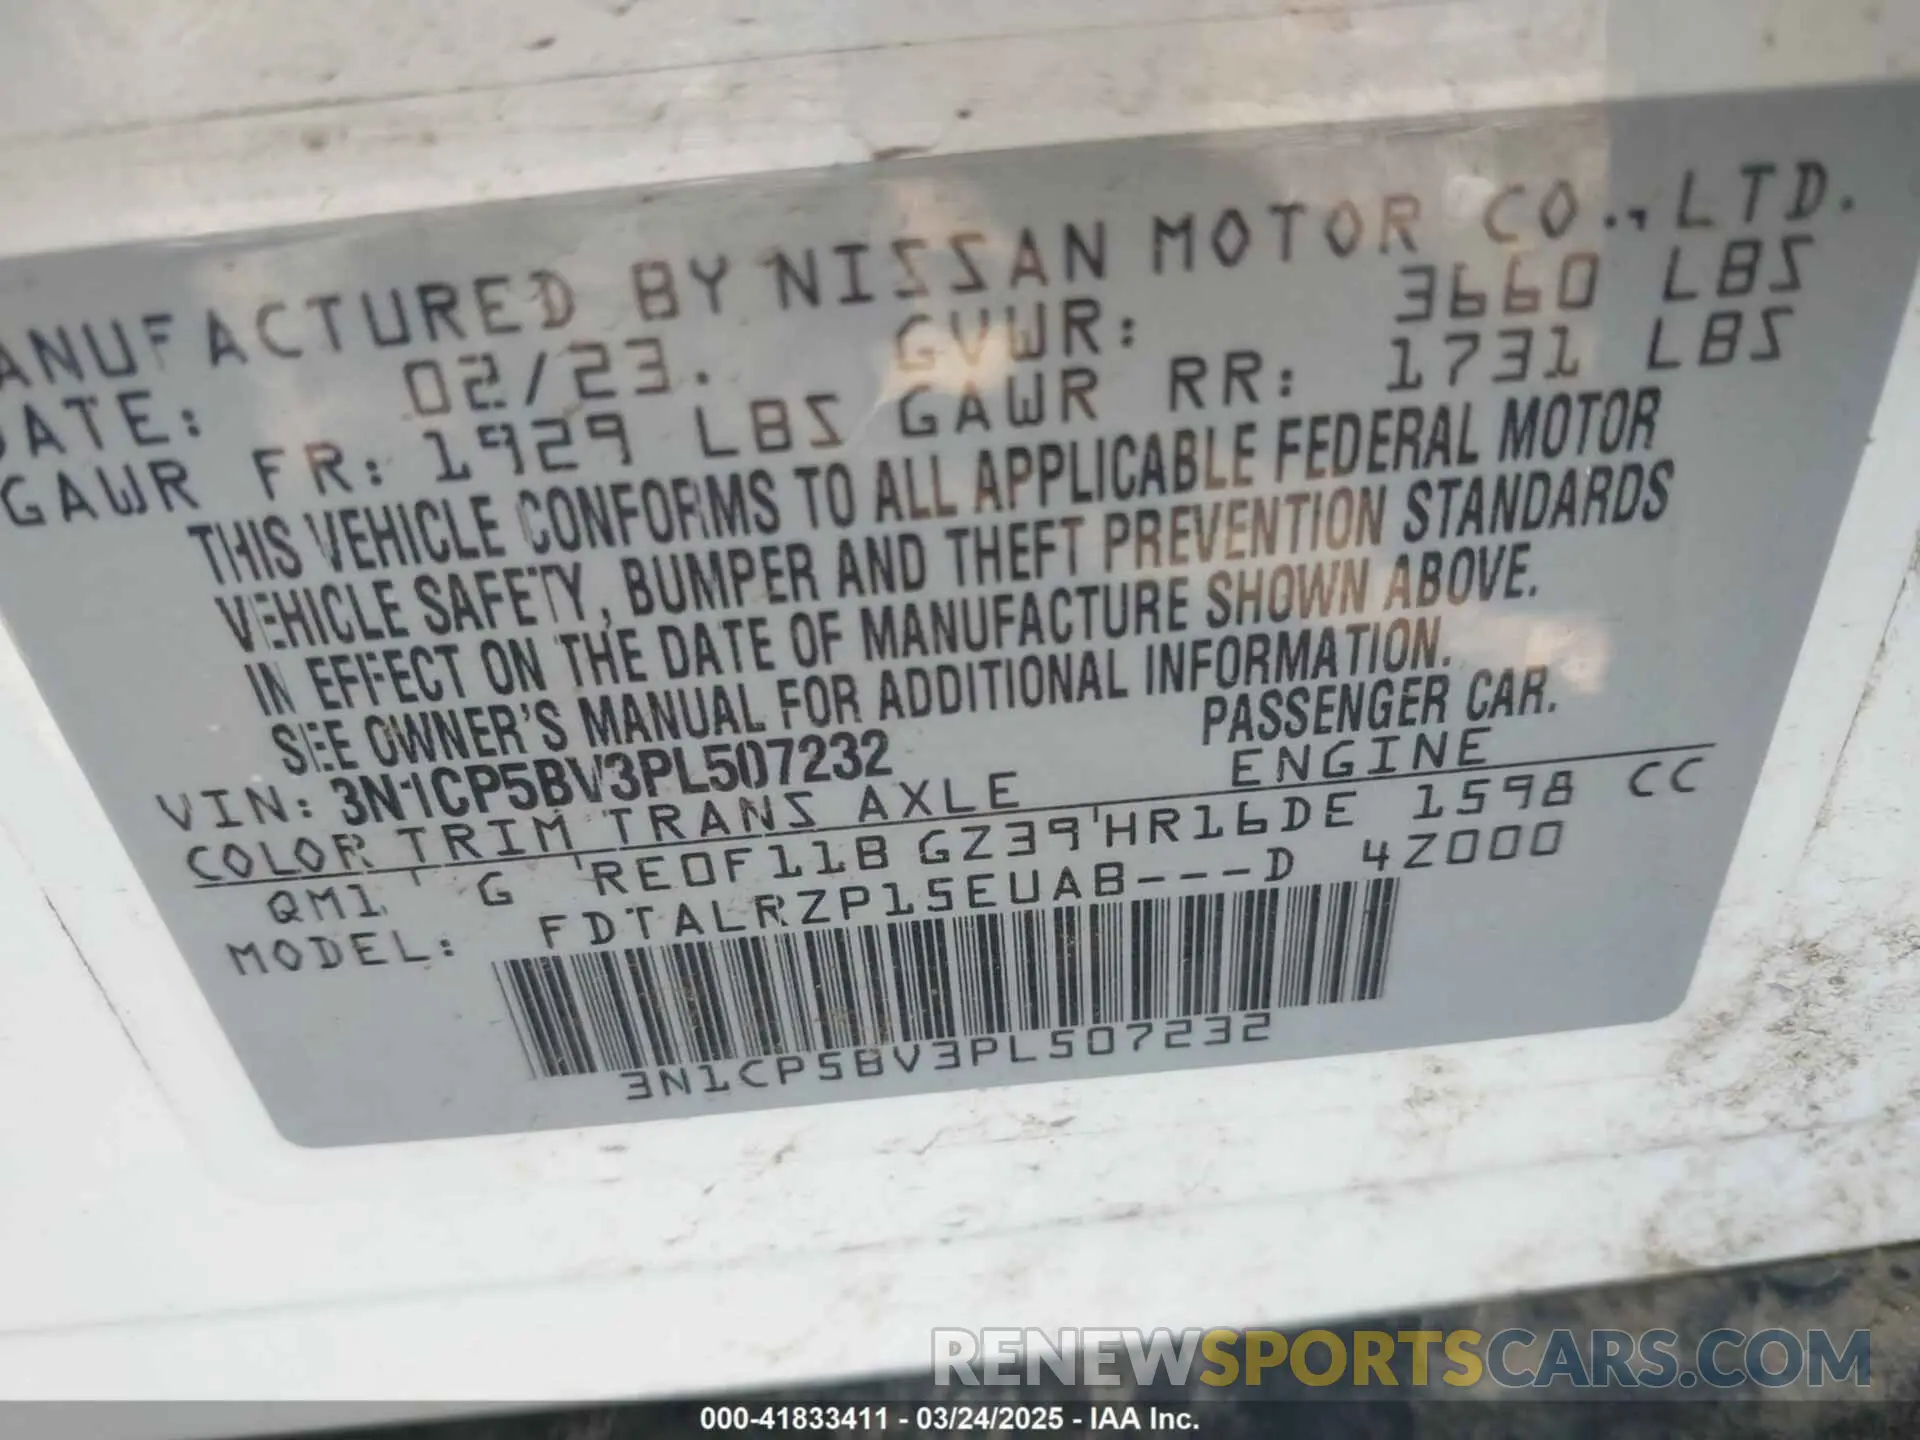 ANUFACTURED BY NISSAN MOTOR CO., LTD.
DATE: 02/23. GVWR: 3660 LBS
GAWR FR: 1929 LBS GAWR RR: 1731 LBS
THIS VEHICLE CONFORMS TO ALL APPLICABLE FEDERAL MOTOR
VEHICLE SAFETY, BUMPER AND THEFT PREVENTION STANDARDS
IN EFFECT ON THE DATE OF MANUFACTURE SHOWN ABOVE.
SEE OWNER'S MANUAL FOR ADDITIONAL INFORMATION.
VIN: 3N1CP5BV3PL507232 PASSENGER CAR.
COLOR TRIM TRANS AXLE ENGINE
QM1 ' G 'RE0F11B GZ39'HR16DE 1598 CC
MODEL: FDTALRZP15EUAB---D 4Z000
3N1CP5BV3PL507232
RENEWSPORTSCARS.COM
000-41833411 - 03/24/2025 - IAA Inc.